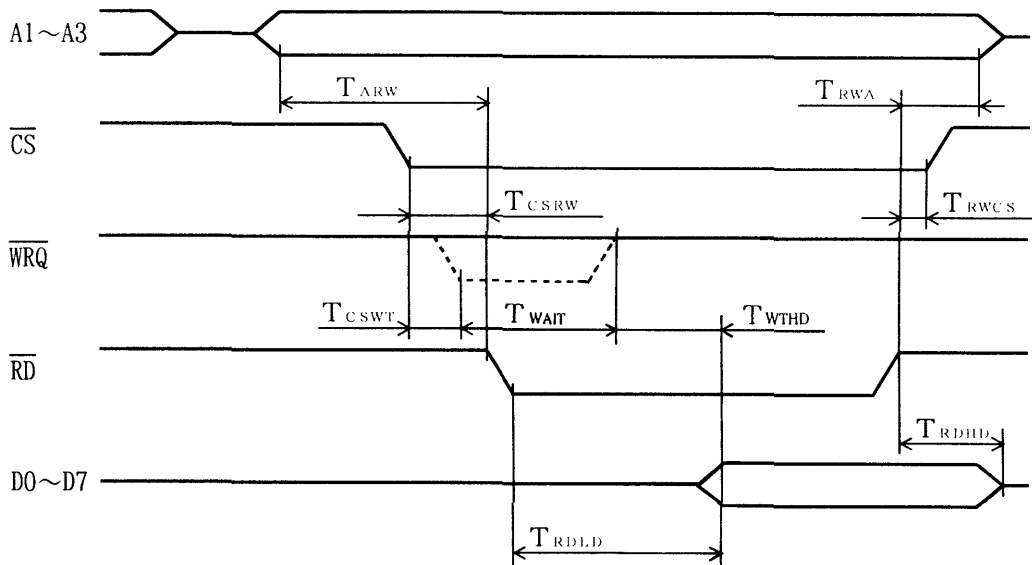 A1～A3
TARW
TRWA
CS
TCSRW
TRWCS
WRQ
TCSWT
TWAIT
TWTHD
RD
TRDHD
D0～D7
TRDLD